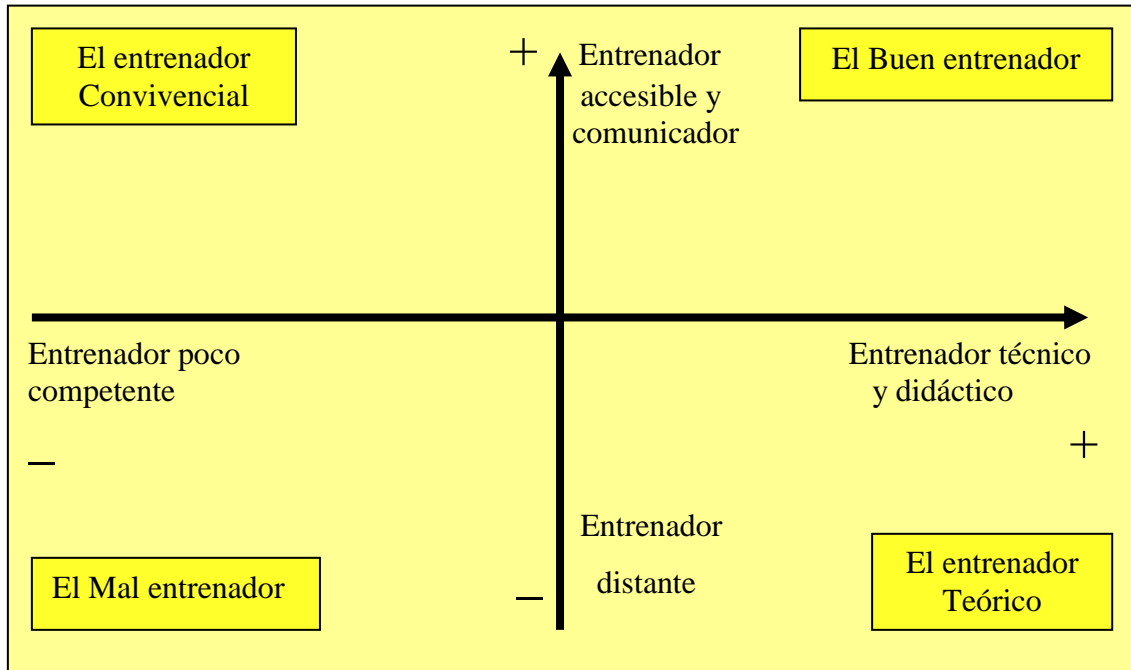 El entrenador
Convivencial
+
Entrenador
accesible y
comunicador
El Buen entrenador
Entrenador poco
competente
–
Entrenador técnico
y didáctico
+
El Mal entrenador
Entrenador
distante
–
El entrenador
Teórico